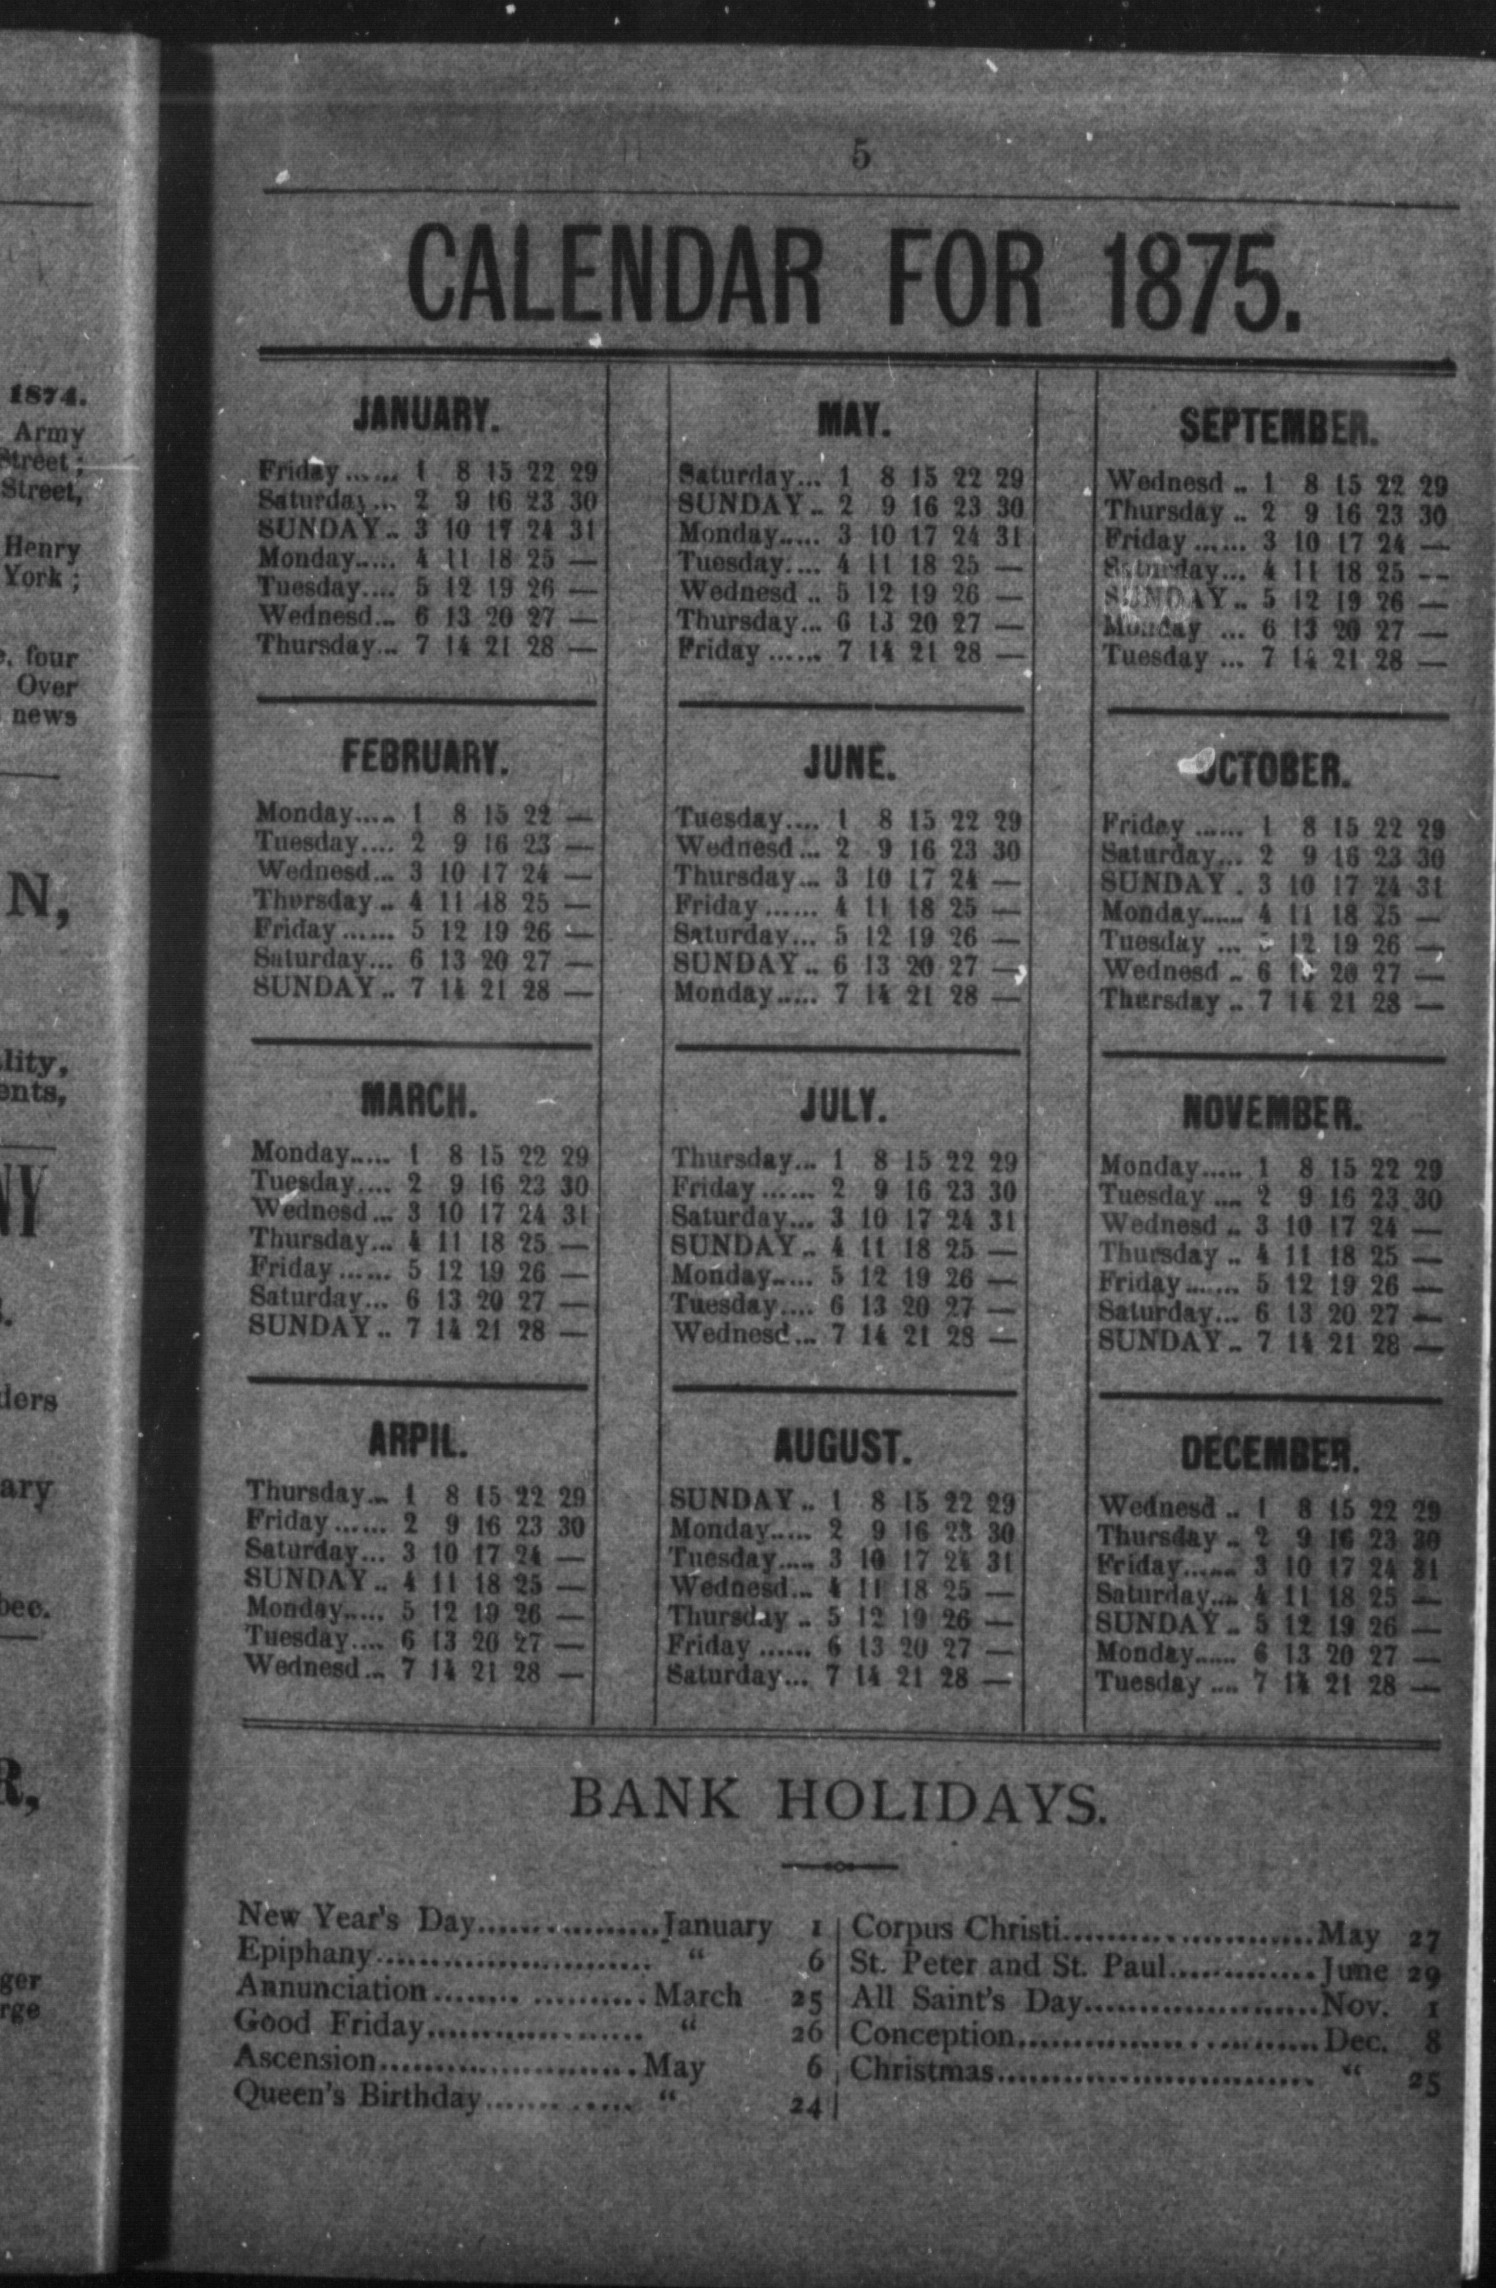 1874.
Army
Street;
Street,
Henry
York;
four
Over
news
N,
5
CALENDAR FOR 1875.
JANUARY.
Friday ...... 1 8 15 22 29
Saturday... 2 9 16 23 30
SUNDAY.. 3 10 17 24 31
Monday..... 4 11 18 25 —
Tuesday.... 5 12 19 26 —
Wednesd... 6 13 20 27 —
Thursday... 7 14 21 28 —
FEBRUARY.
Monday..... 1 8 15 22 —
Tuesday.... 2 9 16 23 —
Wednesd... 3 10 17 24 —
Thursday.. 4 11 18 25 —
Friday ...... 5 12 19 26 —
Saturday... 6 13 20 27 —
SUNDAY.. 7 14 21 28 —
MARCH.
Monday..... 1 8 15 22 29
Tuesday.... 2 9 16 23 30
Wednesd... 3 10 17 24 31
Thursday... 4 11 18 25 —
Friday ...... 5 12 19 26 —
Saturday... 6 13 20 27 —
SUNDAY.. 7 14 21 28 —
ARPIL.
Thursday... 1 8 15 22 29
Friday ...... 2 9 16 23 30
Saturday... 3 10 17 24 —
SUNDAY.. 4 11 18 25 —
Monday..... 5 12 19 26 —
Tuesday.... 6 13 20 27 —
Wednesd... 7 14 21 28 —
MAY.
Saturday... 1 8 15 22 29
SUNDAY.. 2 9 16 23 30
Monday..... 3 10 17 24 31
Tuesday.... 4 11 18 25 —
Wednesd .. 5 12 19 26 —
Thursday... 6 13 20 27 —
Friday ...... 7 14 21 28 —
JUNE.
Tuesday.... 1 8 15 22 29
Wednesd... 2 9 16 23 30
Thursday... 3 10 17 24 —
Friday ...... 4 11 18 25 —
Saturday... 5 12 19 26 —
SUNDAY.. 6 13 20 27 —
Monday..... 7 14 21 28 —
JULY.
Thursday... 1 8 15 22 29
Friday ...... 2 9 16 23 30
Saturday... 3 10 17 24 31
SUNDAY.. 4 11 18 25 —
Monday..... 5 12 19 26 —
Tuesday.... 6 13 20 27 —
Wednesd... 7 14 21 28 —
AUGUST.
SUNDAY.. 1 8 15 22 29
Monday..... 2 9 16 23 30
Tuesday.... 3 10 17 24 31
Wednesd... 4 11 18 25 —
Thursday .. 5 12 19 26 —
Friday ...... 6 13 20 27 —
Saturday... 7 14 21 28 —
SEPTEMBER.
Wednesd .. 1 8 15 22 29
Thursday .. 2 9 16 23 30
Friday ...... 3 10 17 24 —
Saturday... 4 11 18 25 —
SUNDAY.. 5 12 19 26 —
Monday ... 6 13 20 27 —
Tuesday ... 7 14 21 28 —
OCTOBER.
Friday ...... 1 8 15 22 29
Saturday... 2 9 16 23 30
SUNDAY . 3 10 17 24 31
Monday...... 4 11 18 25 —
Tuesday ... 12 19 26 —
Wednesd .. 6 13 20 27 —
Thursday .. 7 14 21 28 —
NOVEMBER.
Monday..... 1 8 15 22 29
Tuesday .... 2 9 16 23 30
Wednesd .. 3 10 17 24 —
Thursday .. 4 11 18 25 —
Friday....... 5 12 19 26 —
Saturday... 6 13 20 27 —
SUNDAY.. 7 14 21 28 —
DECEMBER.
Wednesd .. 1 8 15 22 29
Thursday .. 2 9 16 23 30
Friday...... 3 10 17 24 31
Saturday... 4 11 18 25 —
SUNDAY.. 5 12 19 26 —
Monday..... 6 13 20 27 —
Tuesday .... 7 14 21 28 —
BANK HOLIDAYS.
New Year's Day..................January 1
Epiphany.......................... " 6
Annunciation ........ ...........March 25
Good Friday.................... " 26
Ascension........................May 6
Queen's Birthday....... ...... " 24
Corpus Christi........................May 27
St. Peter and St. Paul..............June 29
All Saint's Day......................Nov. 1
Conception............................Dec. 8
Christmas.............................. " 25